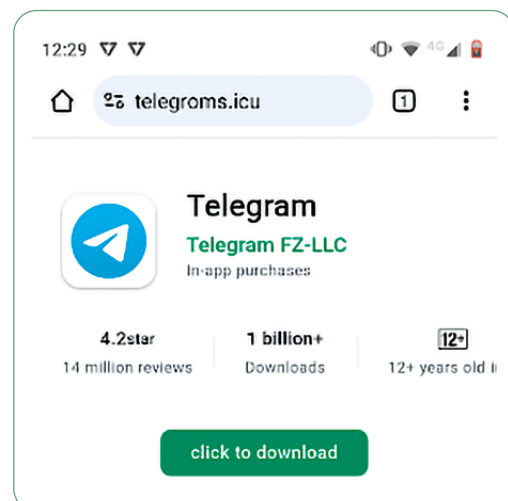 12:29
4G
telegroms.icu
1
Telegram
Telegram FZ-LLC
In-app purchases
4.2star 1 billion+ 12+
14 million reviews Downloads 12+ years old i
click to download